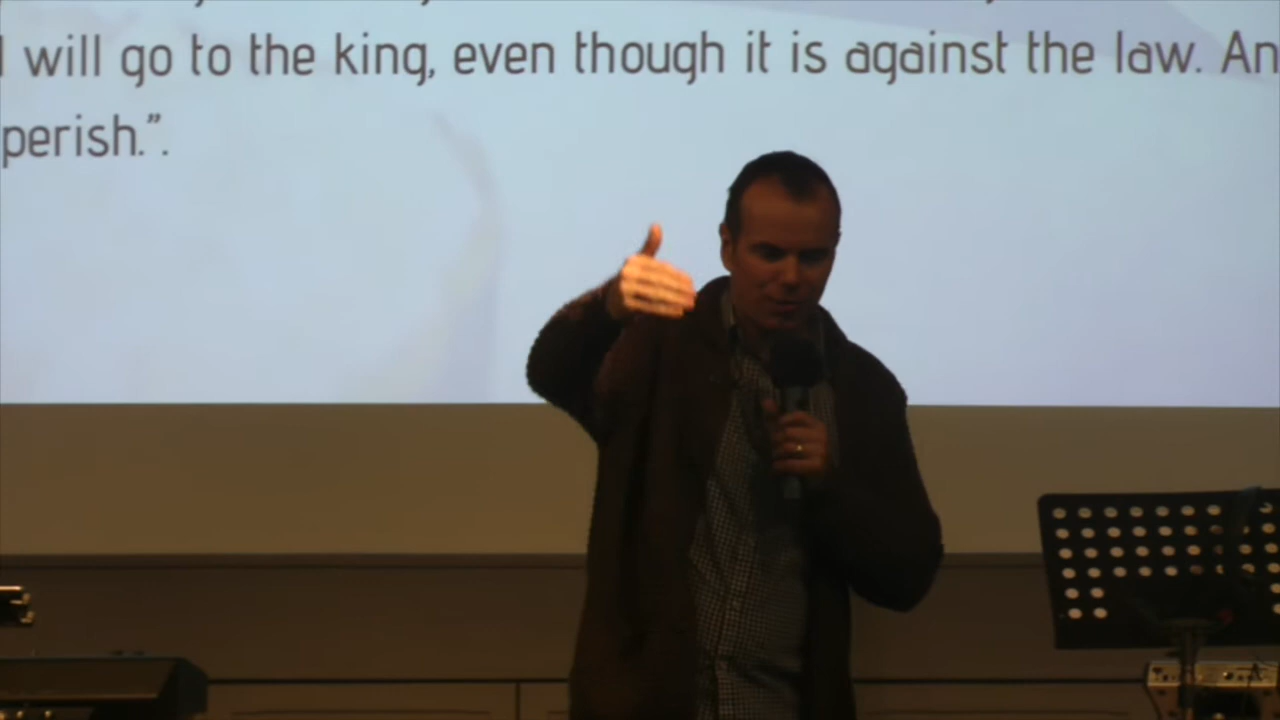 I will go to the king, even though it is against the law. An
perish.”.